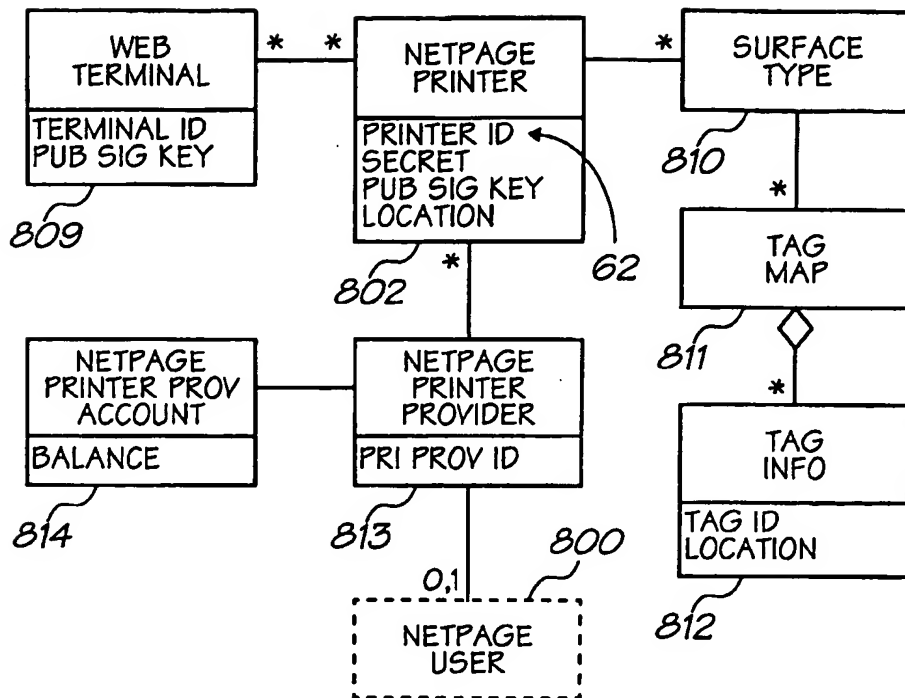 WEB
TERMINAL
TERMINAL ID
PUB SIG KEY
809
*
*
NETPAGE
PRINTER
PRINTER ID
SECRET
PUB SIG KEY
LOCATION
802
62
*
SURFACE
TYPE
810
*
TAG
MAP
811
*
TAG
INFO
TAG ID
LOCATION
812
*
NETPAGE
PRINTER PROV
ACCOUNT
BALANCE
814
NETPAGE
PRINTER
PROVIDER
PRI PROV ID
813
0,1
800
NETPAGE
USER